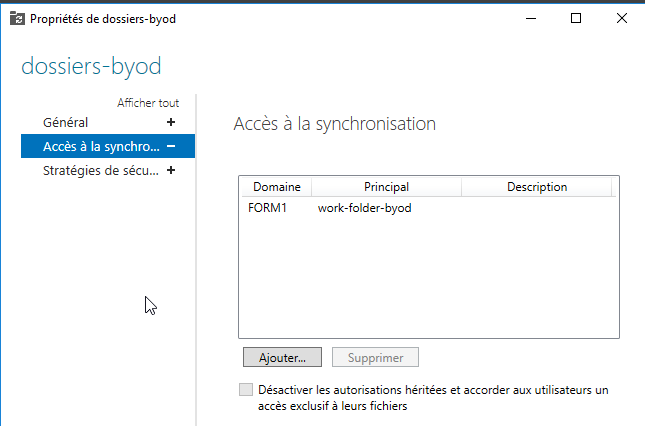 Propriétés de dossiers-byod
dossiers-byod
Afficher tout
Général +
Accès à la synchro... −
Stratégies de sécu... +
Accès à la synchronisation
Domaine Principal Description
FORM1 work-folder-byod
Ajouter... Supprimer
Désactiver les autorisations héritées et accorder aux utilisateurs un
accès exclusif à leurs fichiers